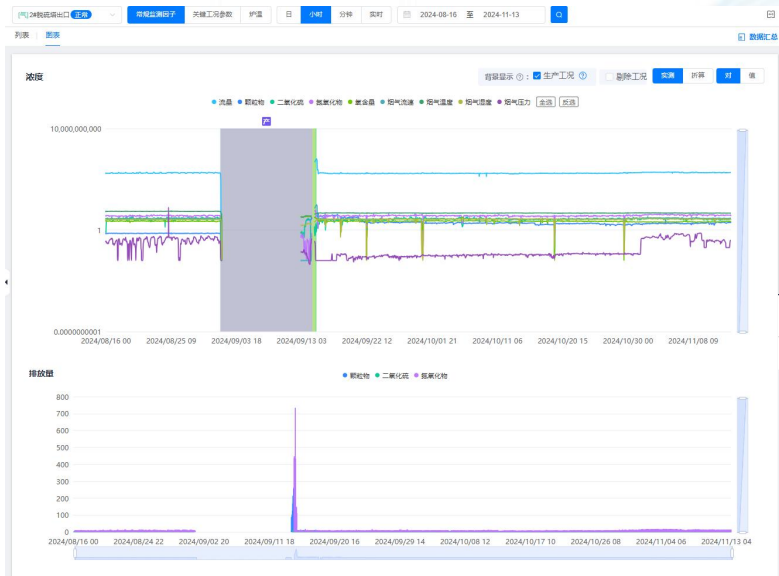 [气] 2#脱硫塔出口 正常 常规监测因子 关键工况参数 炉温 日 小时 分钟 实时 2024-08-16 至 2024-11-13
列表 图表 数据汇总
浓度 背景显示 ? : 生产工况 ? 剔除工况 实测 折算 对 值
流量 颗粒物 二氧化硫 氮氧化物 氧含量 烟气流速 烟气温度 烟气湿度 烟气压力 全选 反选
产
10,000,000,000
1
0.0000000001
2024/08/16 00 2024/08/25 09 2024/09/03 18 2024/09/13 03 2024/09/22 12 2024/10/01 21 2024/10/11 06 2024/10/20 15 2024/10/30 00 2024/11/08 09
排放量 颗粒物 二氧化硫 氮氧化物
800
700
600
500
400
300
200
100
0
2024/08/16 00 2024/08/24 22 2024/09/02 20 2024/09/11 18 2024/09/20 16 2024/09/29 14 2024/10/08 12 2024/10/17 10 2024/10/26 08 2024/11/04 06 2024/11/13 04